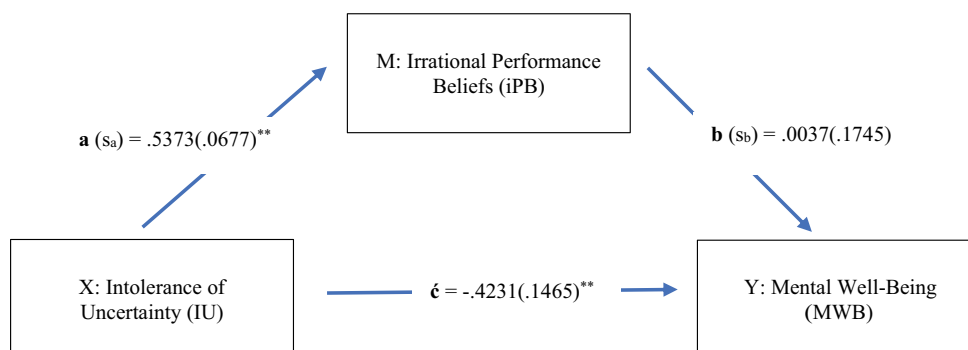 M: Irrational Performance
Beliefs (iPB)
a (sa) = .5373(.0677)**
b (sb) = .0037(.1745)
X: Intolerance of
Uncertainty (IU)
ć = -.4231(.1465)**
Y: Mental Well-Being
(MWB)